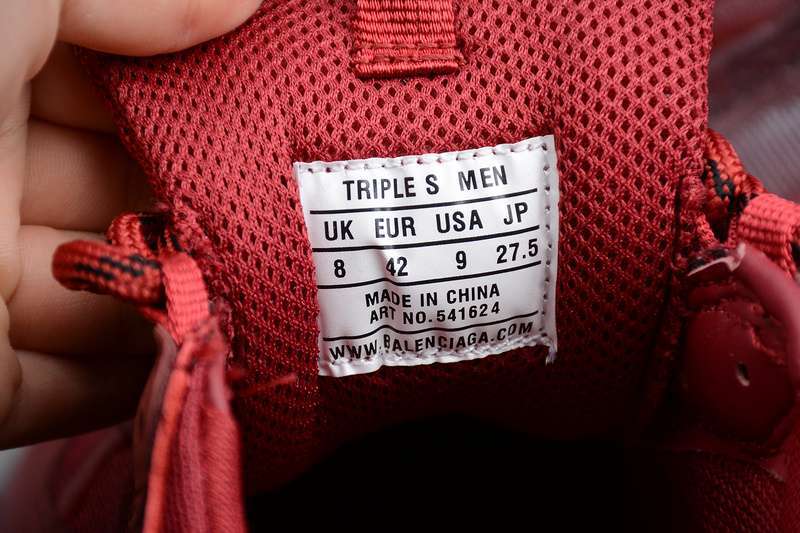 TRIPLE S MEN
UK EUR USA JP
8 42 9 27.5
MADE IN CHINA
ART NO.541624
WWW.BALENCIAGA.COM